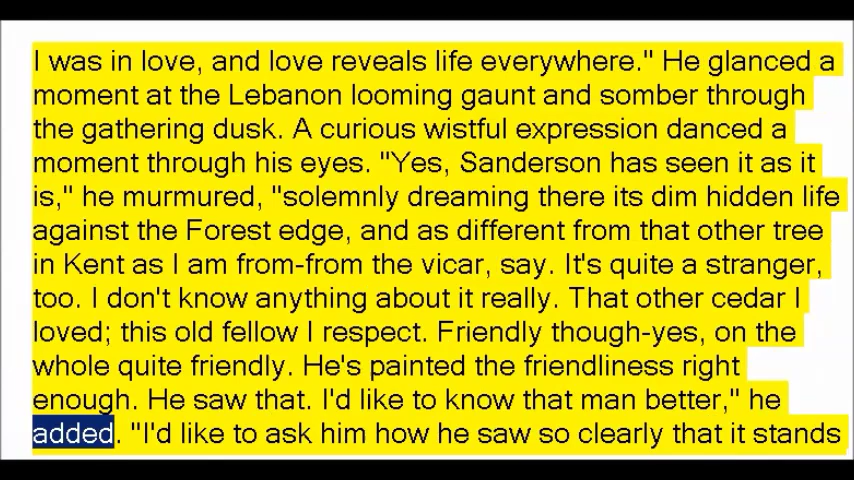 I was in love, and love reveals life everywhere." He glanced a
moment at the Lebanon looming gaunt and somber through
the gathering dusk. A curious wistful expression danced a
moment through his eyes. "Yes, Sanderson has seen it as it
is," he murmured, "solemnly dreaming there its dim hidden life
against the Forest edge, and as different from that other tree
in Kent as I am from-from the vicar, say. It's quite a stranger,
too. I don't know anything about it really. That other cedar I
loved; this old fellow I respect. Friendly though-yes, on the
whole quite friendly. He's painted the friendliness right
enough. He saw that. I'd like to know that man better," he
added. "I'd like to ask him how he saw so clearly that it stands